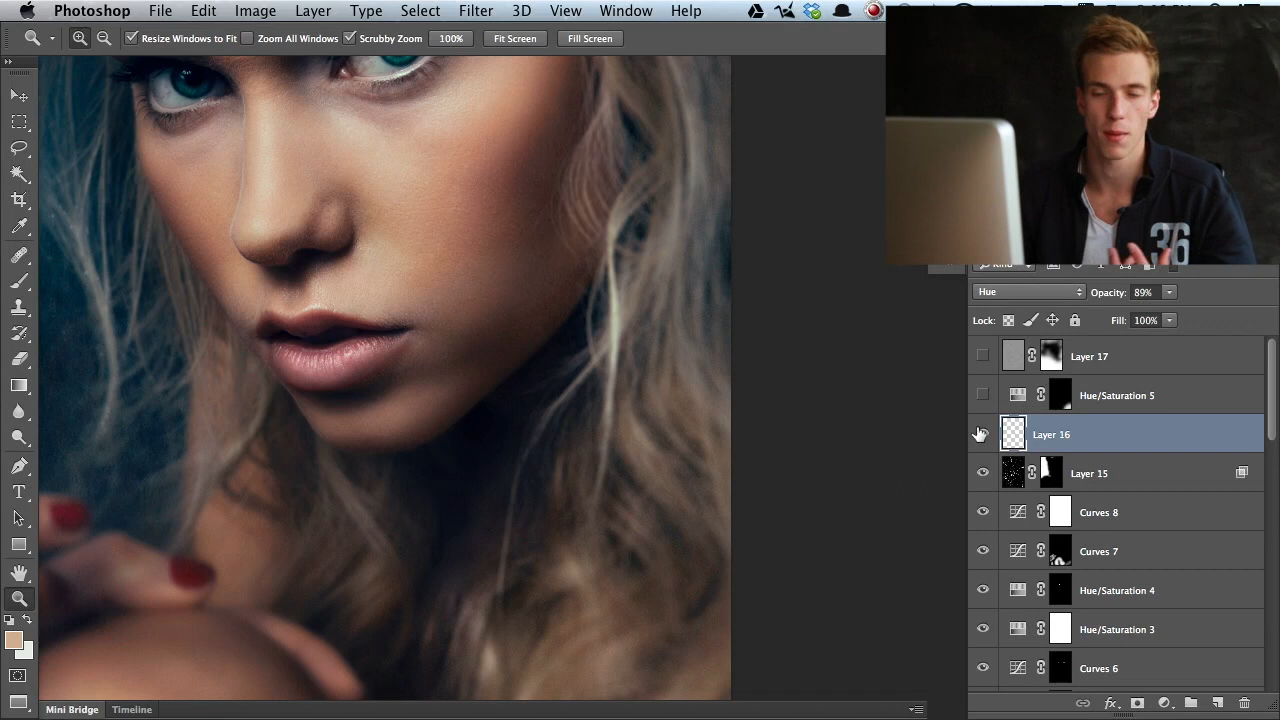 Photoshop File Edit Image Layer Type Select Filter 3D View Window Help
Resize Windows to Fit Zoom All Windows Scrubby Zoom 100% Fit Screen Fill Screen
36
Kind
Hue Opacity: 89%
Lock: Fill: 100%
Layer 17
Hue/Saturation 5
Layer 16
Layer 15
Curves 8
Curves 7
Hue/Saturation 4
Hue/Saturation 3
Curves 6
Mini Bridge Timeline